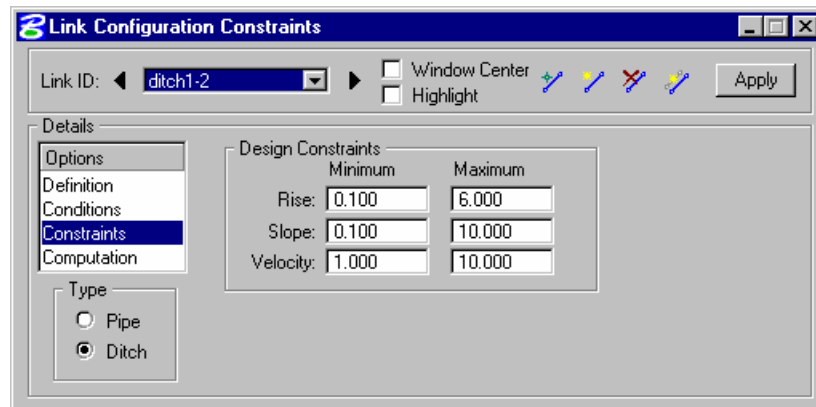 Link Configuration Constraints
Link ID: ditch1-2 Window Center Apply
Highlight
Details
Options
Definition
Conditions
Constraints
Computation
Design Constraints
Minimum Maximum
Rise: 0.100 6.000
Slope: 0.100 10.000
Velocity: 1.000 10.000
Type
Pipe
Ditch